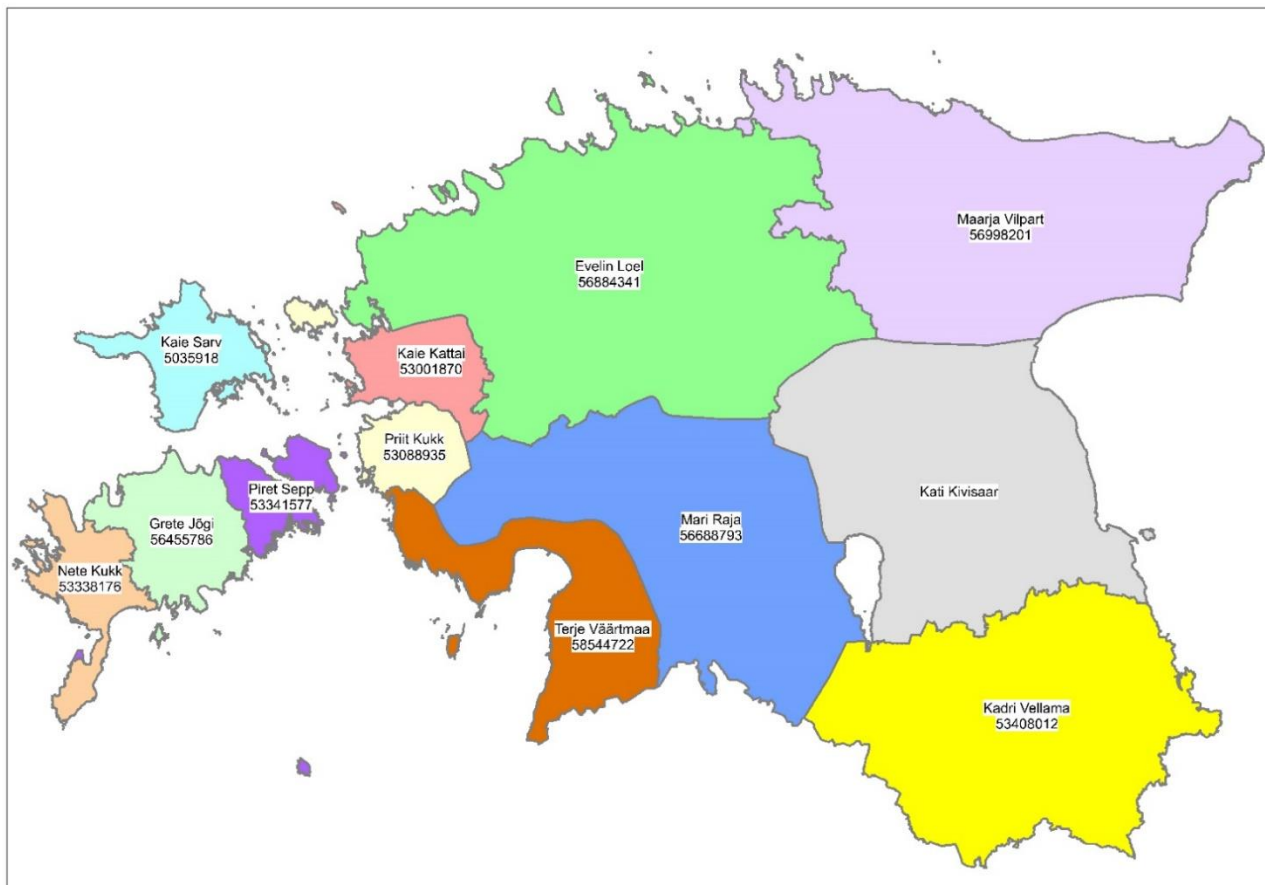 Maarja Vilpart
56998201
Evelin Loel
56884341
Kaie Sarv
5035918
Kaie Kattai
53001870
Priit Kukk
53088935
Piret Sepp
53341577
Kati Kivisaar
Grete Jõgi
56455786
Mari Raja
56688793
Nete Kukk
53338176
Terje Väärtmaa
58544722
Kadri Vellama
53408012